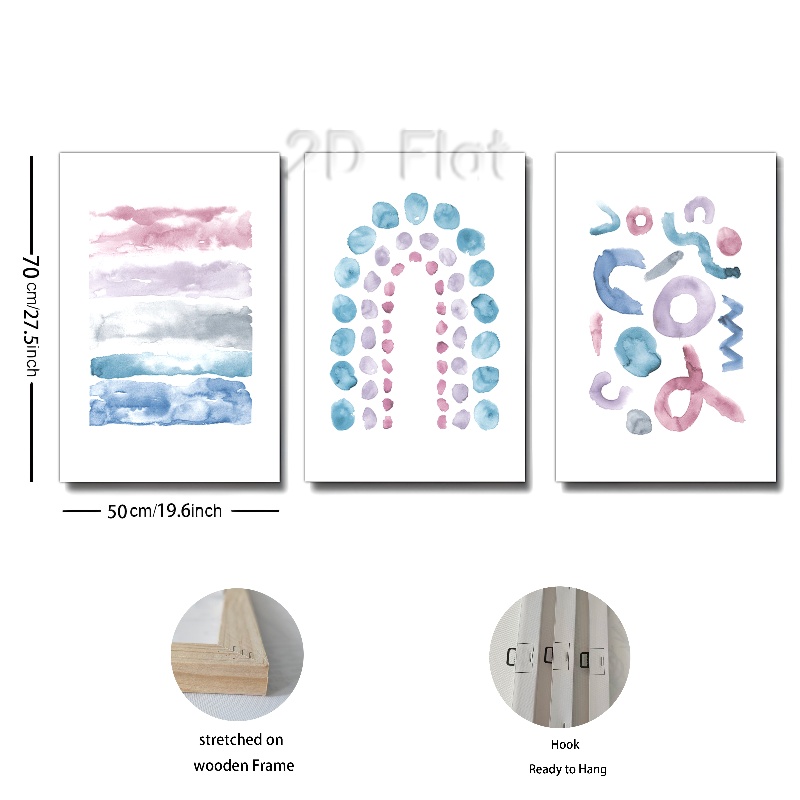 2D Flat
70 cm/27.5inch
50cm/19.6inch
stretched on
wooden Frame
Hook
Ready to Hang